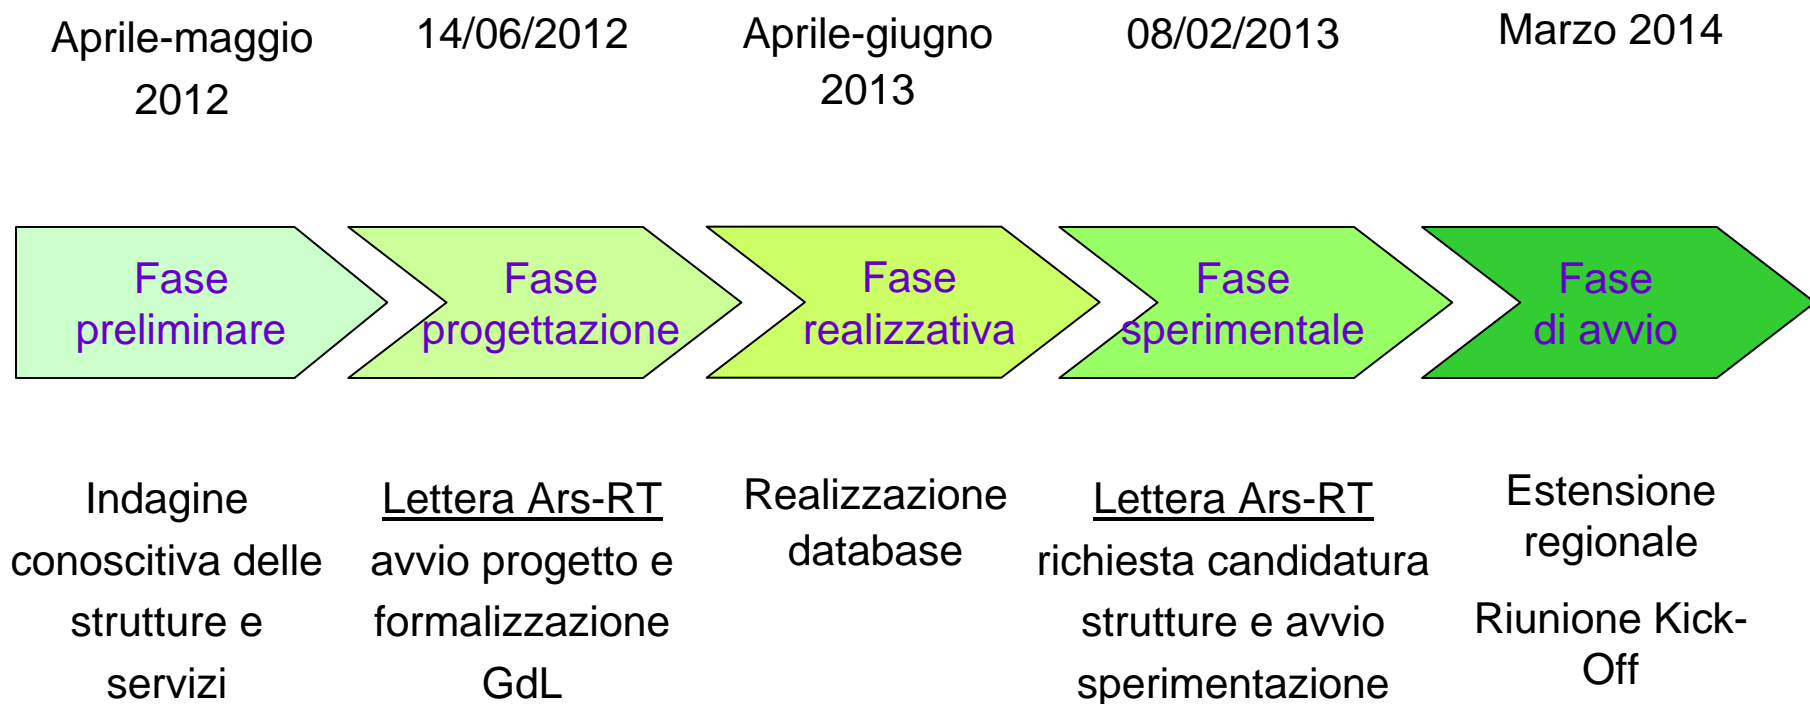 Aprile-maggio
2012
14/06/2012
Aprile-giugno
2013
08/02/2013
Marzo 2014
Fase
preliminare
Fase
progettazione
Fase
realizzativa
Fase
sperimentale
Fase
di avvio
Indagine
conoscitiva delle
strutture e
servizi
Lettera Ars-RT
avvio progetto e
formalizzazione
GdL
Realizzazione
database
Lettera Ars-RT
richiesta candidatura
strutture e avvio
sperimentazione
Estensione
regionale
Riunione Kick-
Off